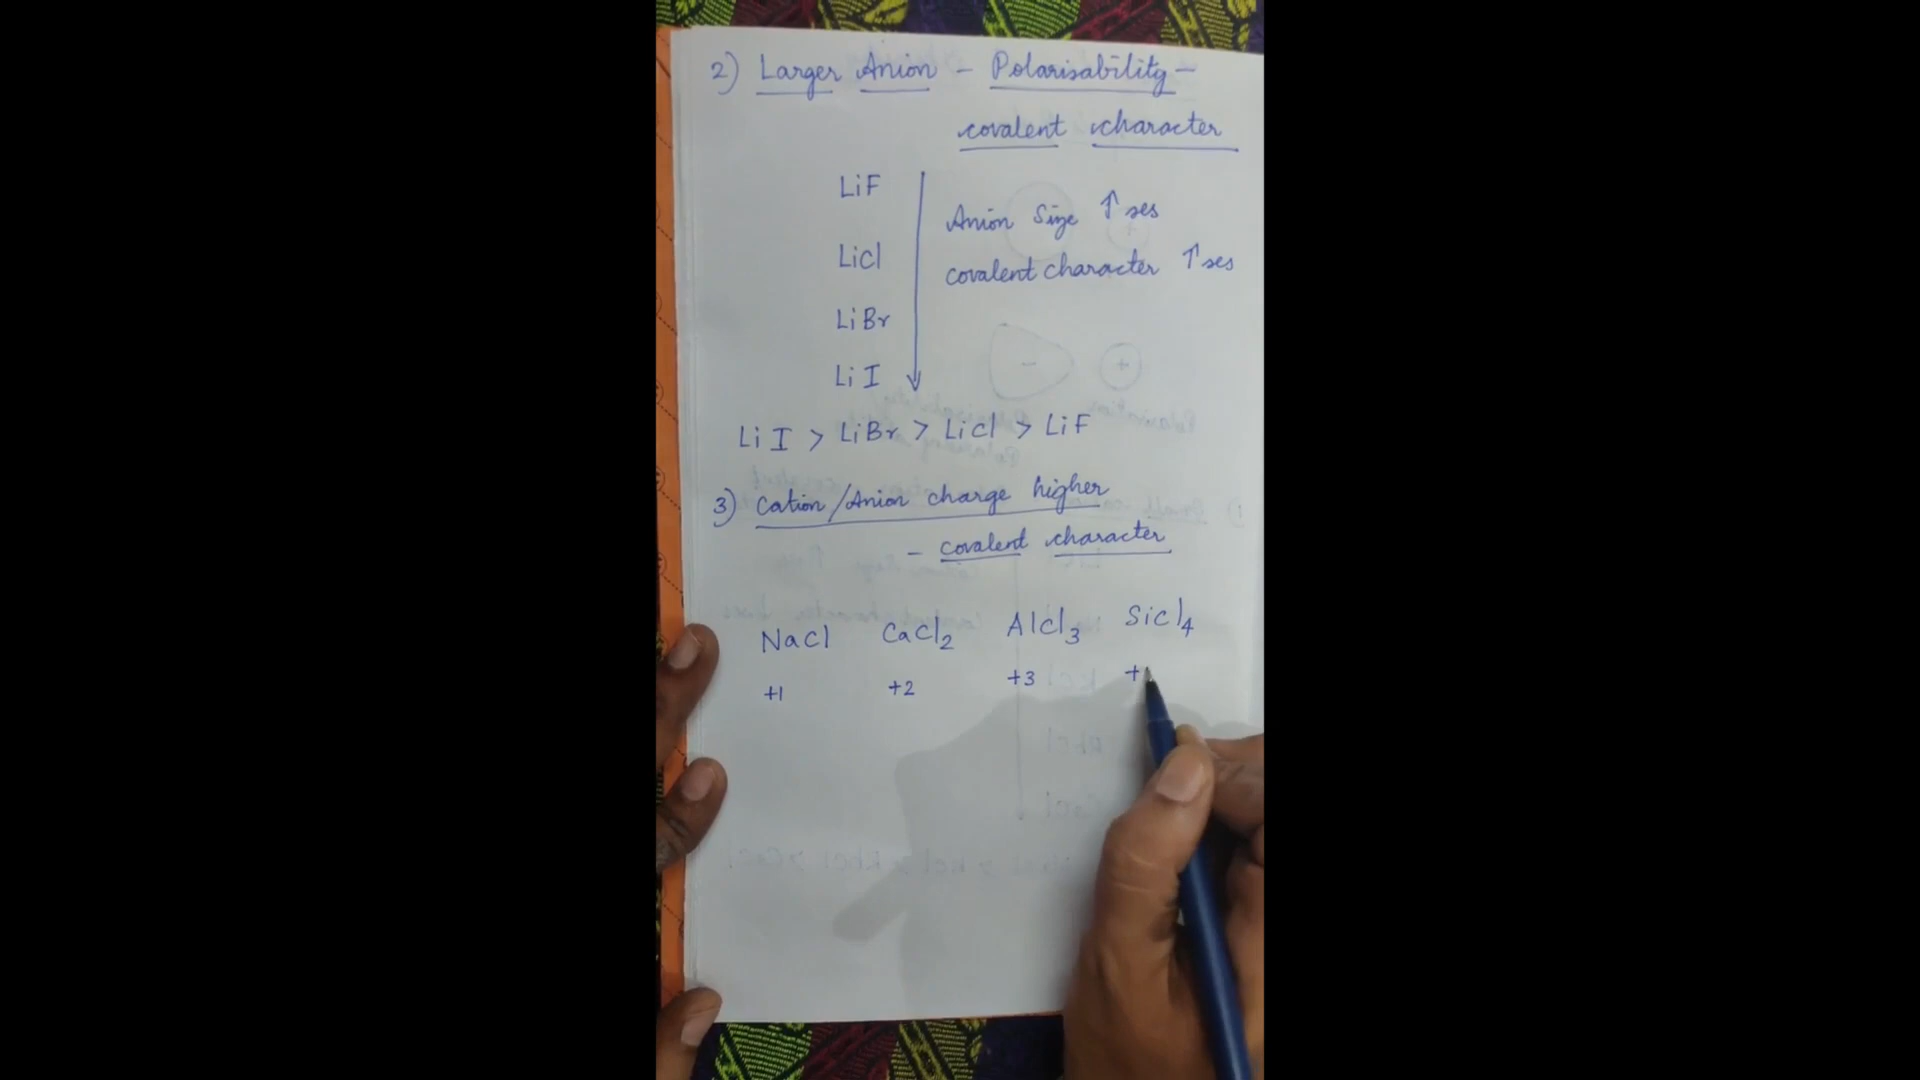 2) Larger Anion - Polarisability -
covalent character
LiF
Anion Size ↑ses
LiCl
covalent character ↑ses
LiBr
LiI
LiI > LiBr > LiCl > LiF
3) Cation/Anion charge higher
- covalent character
NaCl CaCl2 AlCl3 SiCl4
+1 +2 +3 +